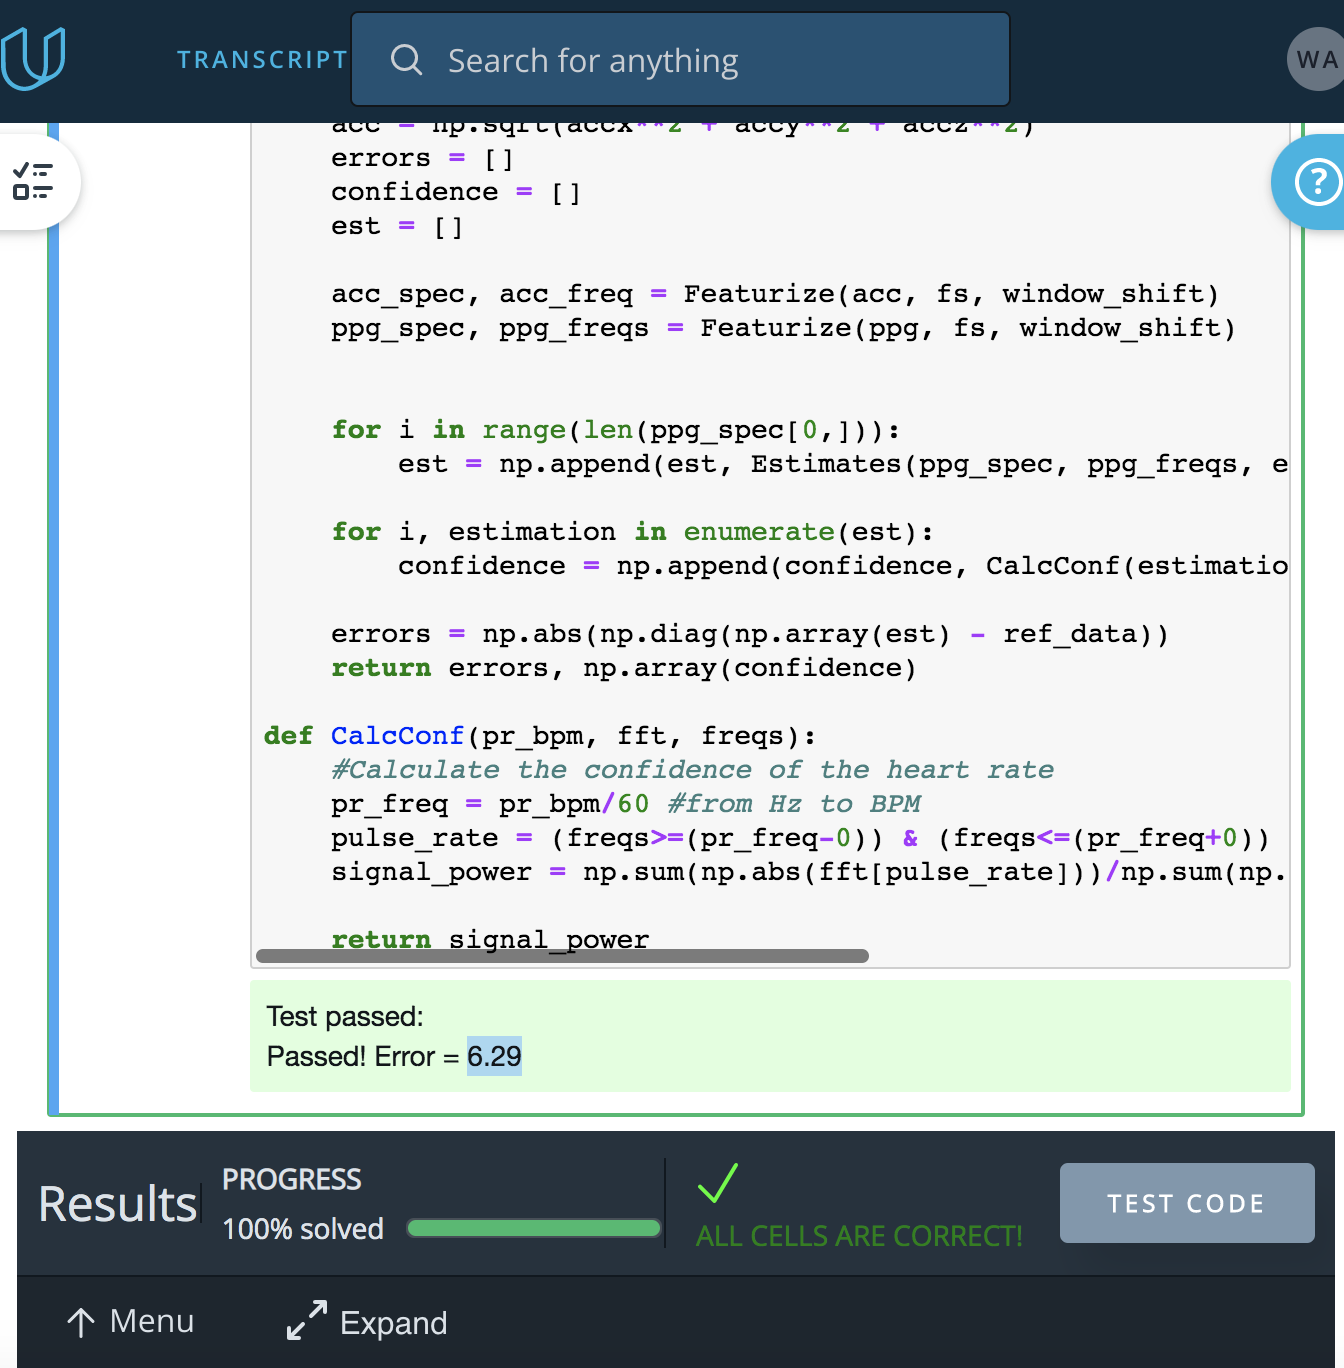 TRANSCRIPT
Search for anything
WA
acc = np.sqrt(accx**2 + accy**2 + accz**2)
errors = []
confidence = []
est = []
acc_spec, acc_freq = Featurize(acc, fs, window_shift)
ppg_spec, ppg_freqs = Featurize(ppg, fs, window_shift)
for i in range(len(ppg_spec[0,])):
est = np.append(est, Estimates(ppg_spec, ppg_freqs, e
for i, estimation in enumerate(est):
confidence = np.append(confidence, CalcConf(estimatio
errors = np.abs(np.diag(np.array(est) - ref_data))
return errors, np.array(confidence)
def CalcConf(pr_bpm, fft, freqs):
#Calculate the confidence of the heart rate
pr_freq = pr_bpm/60 #from Hz to BPM
pulse_rate = (freqs>=(pr_freq-0)) & (freqs<=(pr_freq+0))
signal_power = np.sum(np.abs(fft[pulse_rate]))/np.sum(np.
return signal_power
Test passed:
Passed! Error = 6.29
Results
PROGRESS
100% solved
ALL CELLS ARE CORRECT!
TEST CODE
Menu
Expand